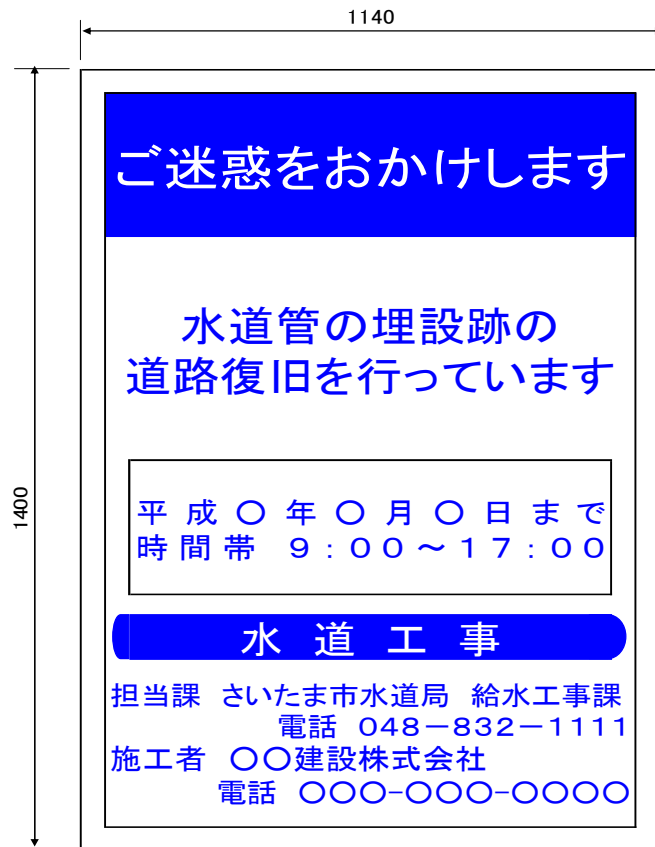 1140
ご迷惑をおかけします
水道管の埋設跡の
道路復旧を行っています
1400
平成〇年〇月〇日まで
時間帯 9:00~17:00
水道工事
担当課 さいたま市水道局 給水工事課
電話 048-832-1111
施工者 〇〇建設株式会社
電話 〇〇〇-〇〇〇-〇〇〇〇